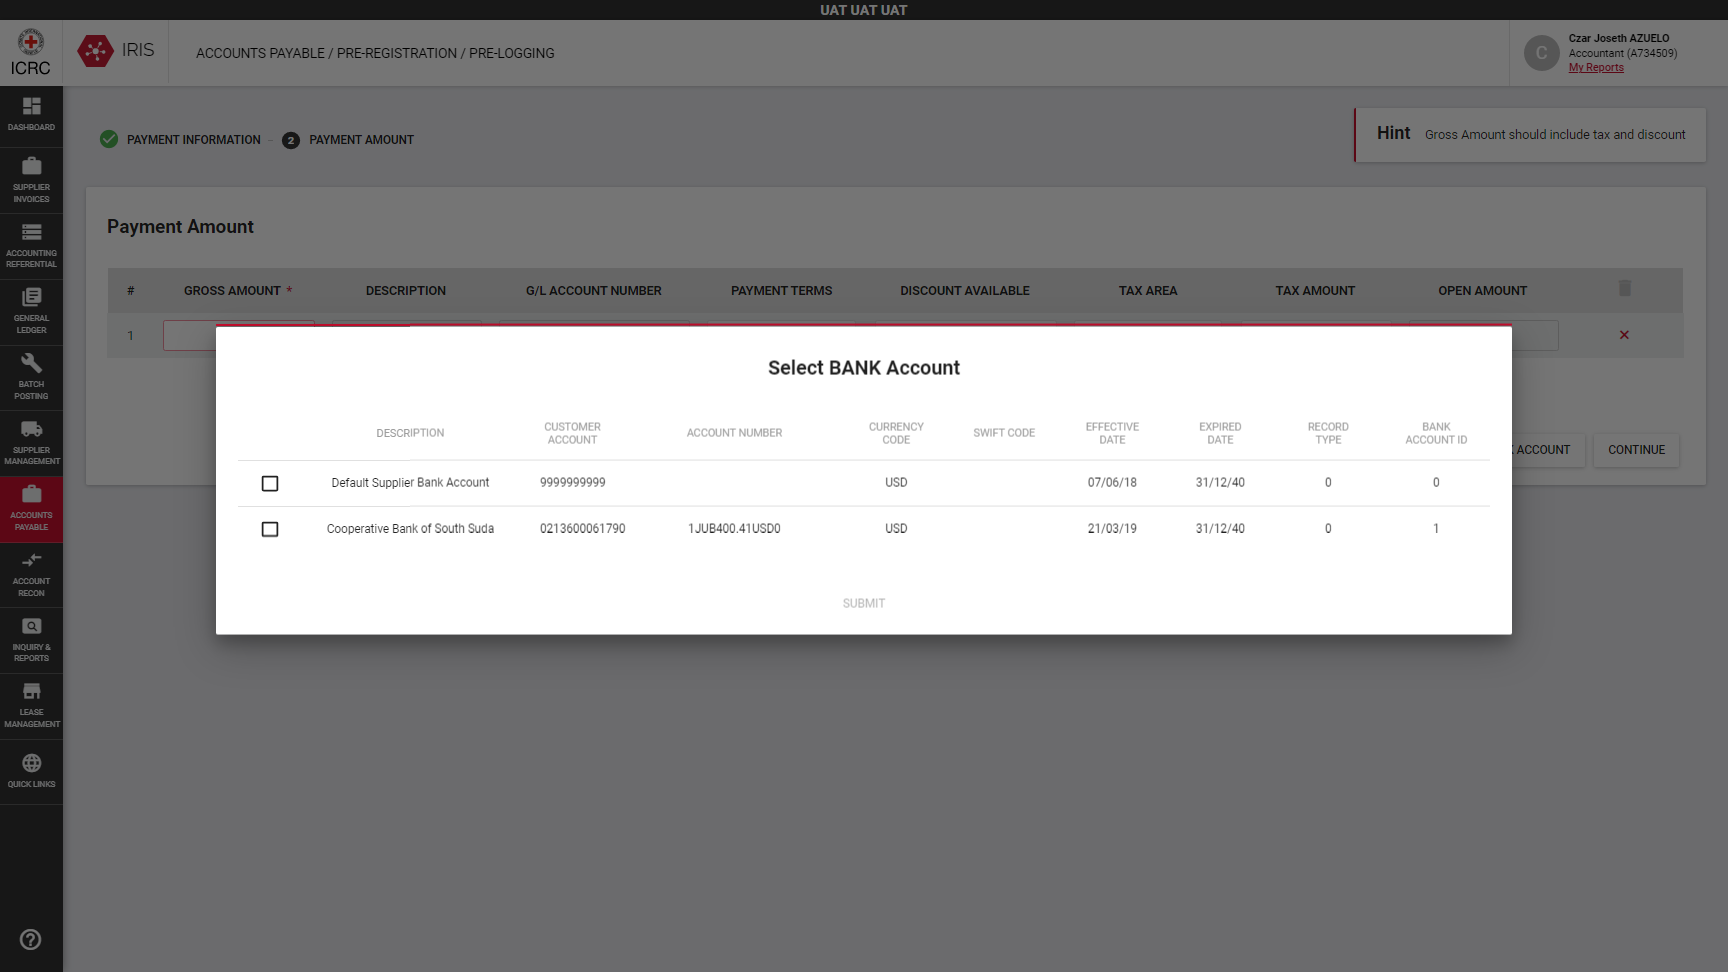 UAT UAT UAT
ICRC
IRIS
ACCOUNTS PAYABLE / PRE-REGISTRATION / PRE-LOGGING
C
Czar Joseth AZUELO
Accountant (A734509)
My Reports
DASHBOARD
SUPPLIER
INVOICES
ACCOUNTING
REFERENTIAL
GENERAL
LEDGER
BATCH
POSTING
SUPPLIER
MANAGEMENT
ACCOUNTS
PAYABLE
ACCOUNT
RECON
INQUIRY &
REPORTS
LEASE
MANAGEMENT
QUICK LINKS
PAYMENT INFORMATION
2 PAYMENT AMOUNT
Hint Gross Amount should include tax and discount
Payment Amount
# GROSS AMOUNT * DESCRIPTION G/L ACCOUNT NUMBER PAYMENT TERMS DISCOUNT AVAILABLE TAX AREA TAX AMOUNT OPEN AMOUNT
1
ACCOUNT CONTINUE
Select BANK Account
DESCRIPTION CUSTOMER ACCOUNT ACCOUNT NUMBER CURRENCY CODE SWIFT CODE EFFECTIVE DATE EXPIRED DATE RECORD TYPE BANK ACCOUNT ID
Default Supplier Bank Account 9999999999 USD 07/06/18 31/12/40 0 0
Cooperative Bank of South Suda 0213600061790 1JUB400.41USD0 USD 21/03/19 31/12/40 0 1
SUBMIT